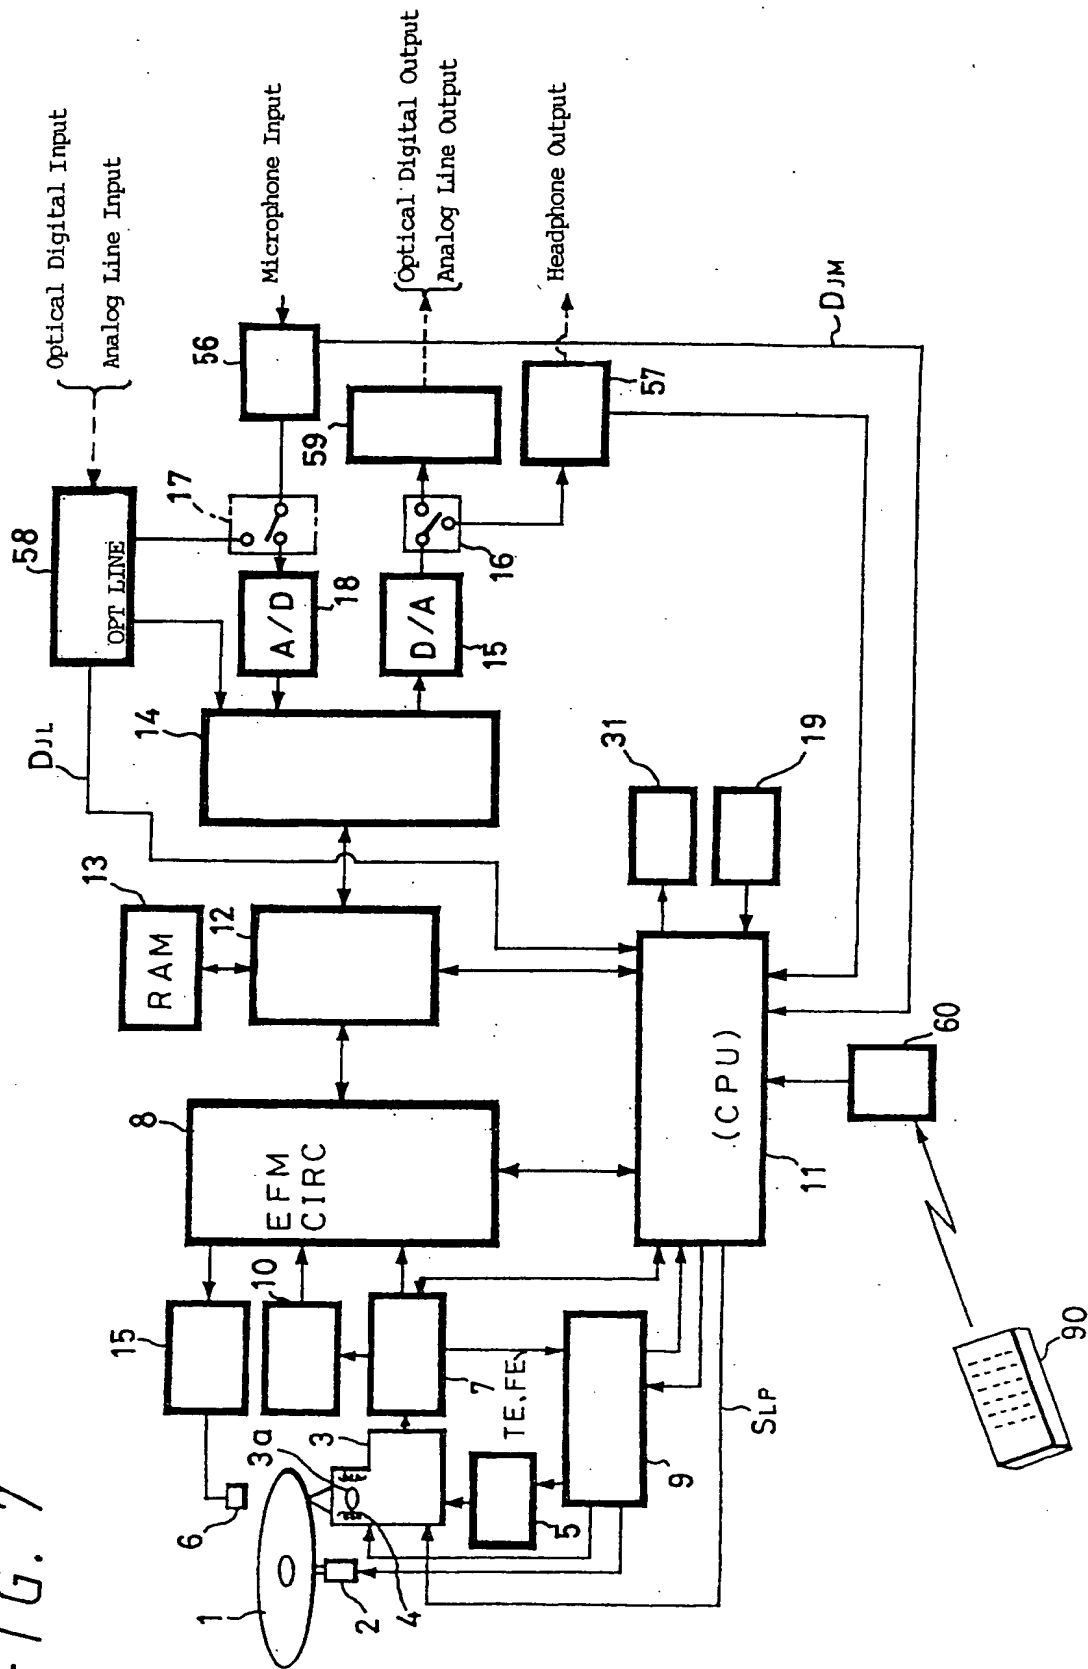 FIG. 7
Optical Digital Input
Analog Line Input
Microphone Input
Optical Digital Output
Analog Line Output
Headphone Output
58
OPT LINE
DJL
17
56
59
57
DJM
A/D
18
D/A
15
16
14
13
RAM
12
31
19
8
EFM
CIRC
(CPU)
11
60
90
15
10
7
TE, FE
9
SLP
6
3a
3
5
4
2
1